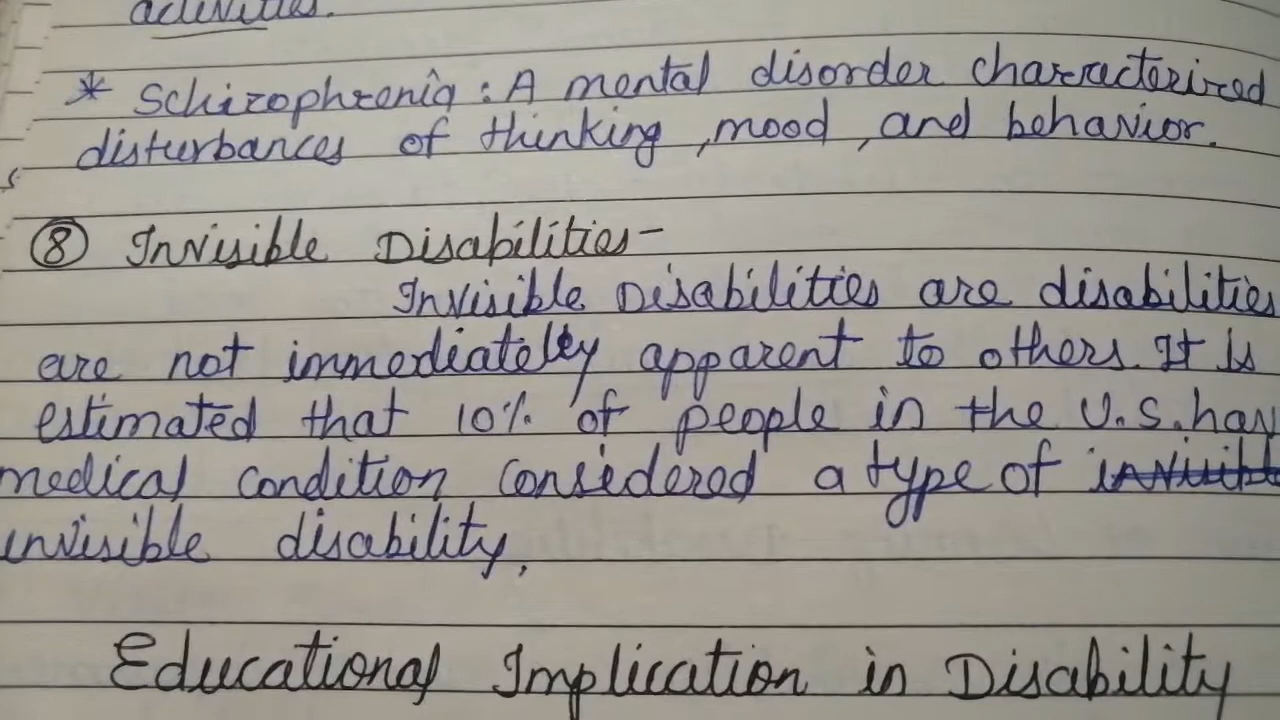 activities.
* Schizophrenia : A mental disorder characterized
disturbances of thinking , mood , and behavior.
⑧ Invisible Disabilities-
Invisible Disabilities are disabilities
are not immediately apparent to others. It is
estimated that 10% of people in the U.S. hav
medical condition considered a type of
invisible disability.
Educational Implication in Disability